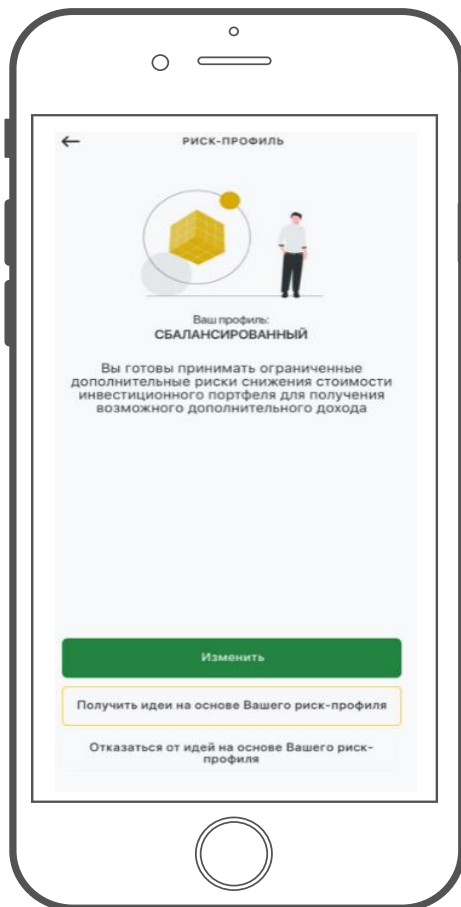 РИСК-ПРОФИЛЬ
Ваш профиль:
СБАЛАНСИРОВАННЫЙ
Вы готовы принимать ограниченные
дополнительные риски снижения стоимости
инвестиционного портфеля для получения
возможного дополнительного дохода
Изменить
Получить идеи на основе Вашего риск-профиля
Отказаться от идей на основе Вашего риск-
профиля